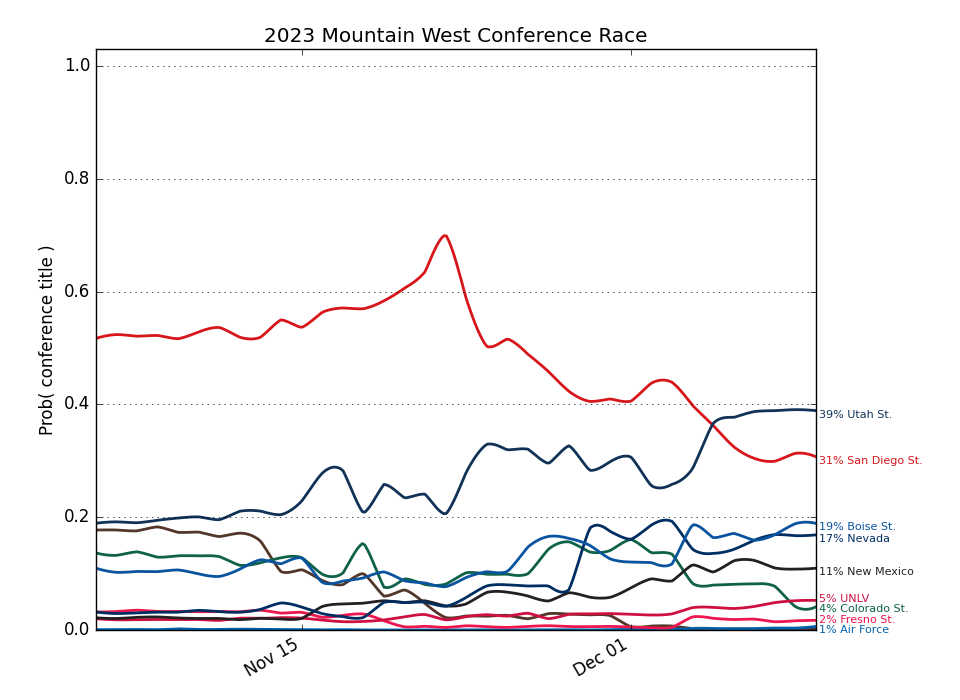 2023 Mountain West Conference Race
Prob( conference title )
1.0
0.8
0.6
0.4
0.2
0.0
Nov 15
Dec 01
39% Utah St.
31% San Diego St.
19% Boise St.
17% Nevada
11% New Mexico
5% UNLV
4% Colorado St.
2% Fresno St.
1% Air Force